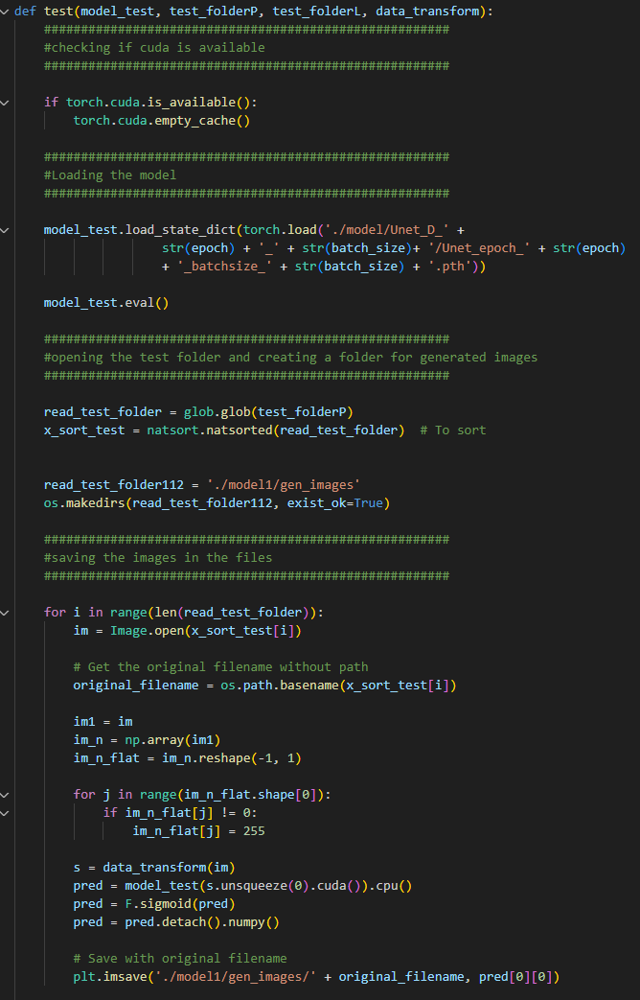 def test(model_test, test_folderP, test_folderL, data_transform):
    #######################################################
    #checking if cuda is available
    #######################################################

    if torch.cuda.is_available():
        torch.cuda.empty_cache()

    #######################################################
    #Loading the model
    #######################################################

    model_test.load_state_dict(torch.load('./model/Unet_D_' +
                    str(epoch) + '_' + str(batch_size)+ '/Unet_epoch_' + str(epoch)
                    + '_batchsize_' + str(batch_size) + '.pth'))

    model_test.eval()

    #######################################################
    #opening the test folder and creating a folder for generated images
    #######################################################

    read_test_folder = glob.glob(test_folderP)
    x_sort_test = natsort.natsorted(read_test_folder)  # To sort


    read_test_folder112 = './model1/gen_images'
    os.makedirs(read_test_folder112, exist_ok=True)

    #######################################################
    #saving the images in the files
    #######################################################

    for i in range(len(read_test_folder)):
        im = Image.open(x_sort_test[i])

        # Get the original filename without path
        original_filename = os.path.basename(x_sort_test[i])

        im1 = im
        im_n = np.array(im1)
        im_n_flat = im_n.reshape(-1, 1)

        for j in range(im_n_flat.shape[0]):
            if im_n_flat[j] != 0:
                im_n_flat[j] = 255

        s = data_transform(im)
        pred = model_test(s.unsqueeze(0).cuda()).cpu()
        pred = F.sigmoid(pred)
        pred = pred.detach().numpy()

        # Save with original filename
        plt.imsave('./model1/gen_images/' + original_filename, pred[0][0])